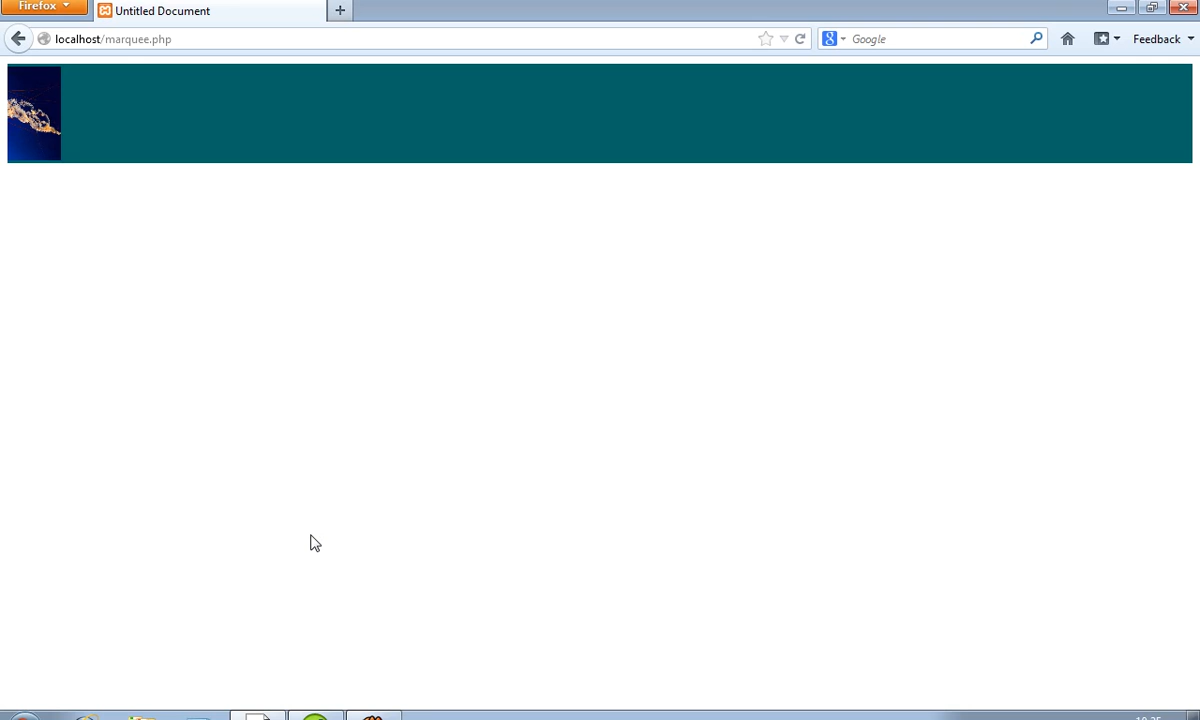 Firefox
Untitled Document
localhost/marquee.php
Google
Feedback